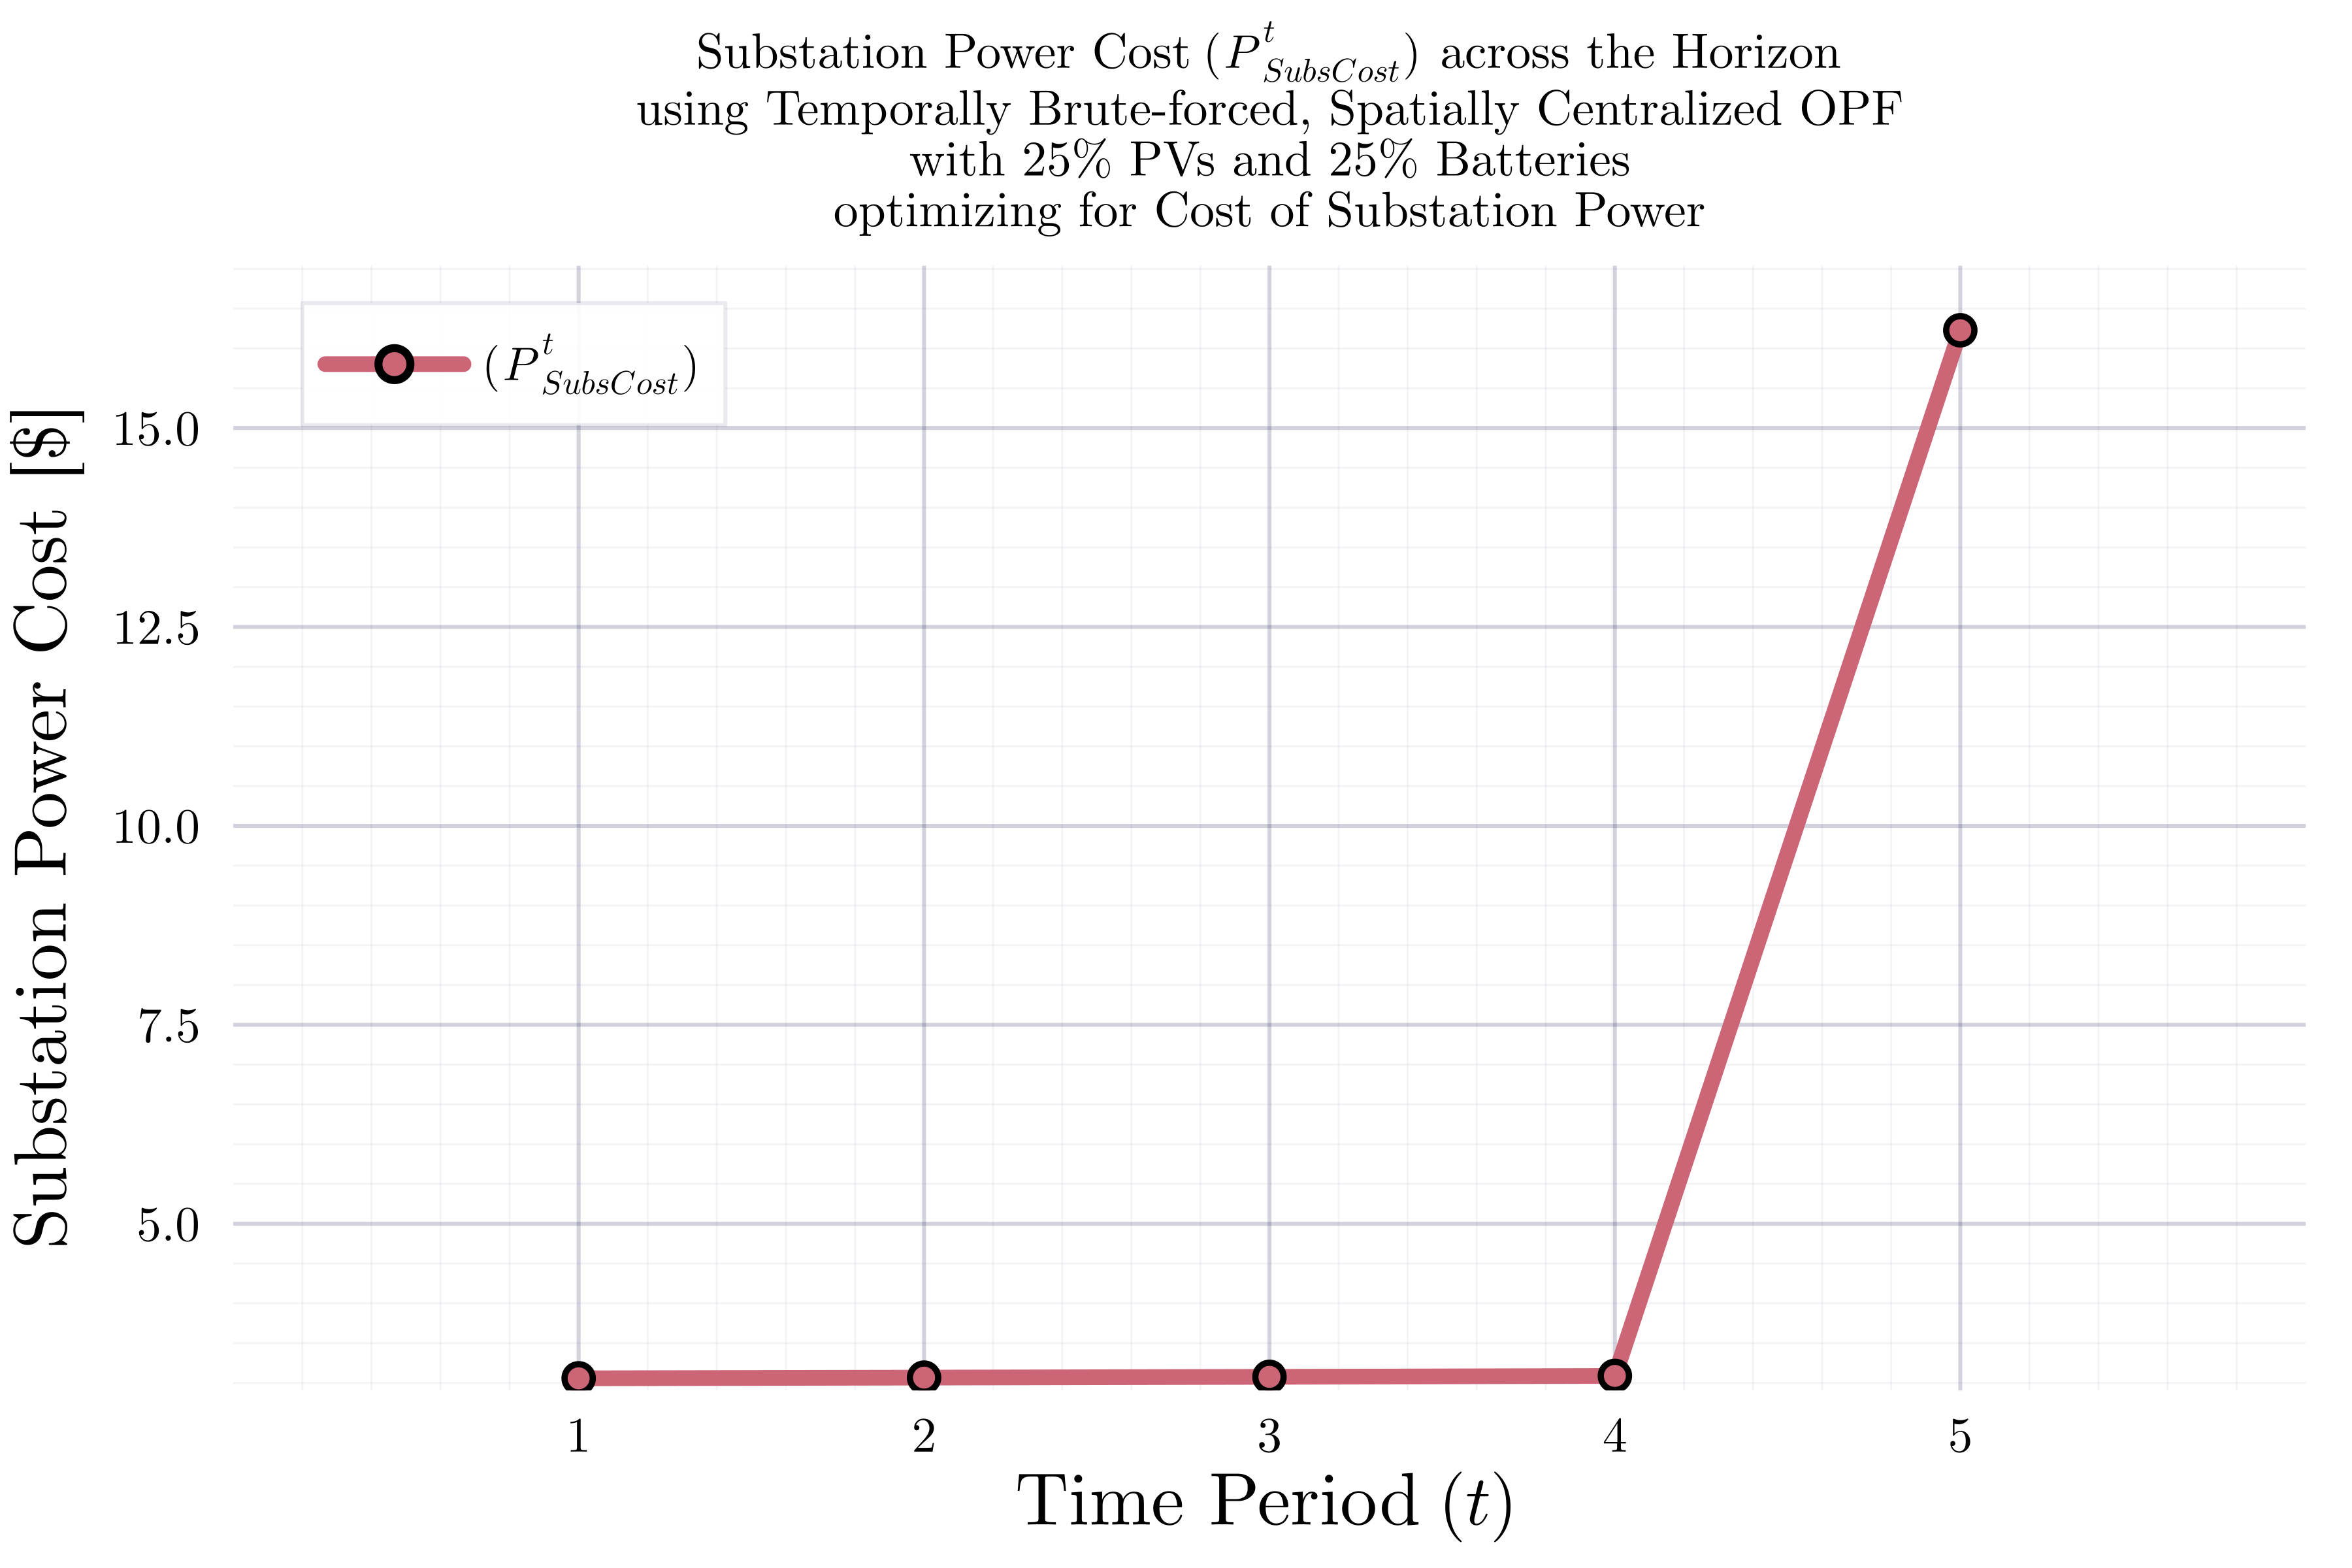 Substation Power Cost (P^t_SubsCost) across the Horizon
using Temporally Brute-forced, Spatially Centralized OPF
with 25% PVs and 25% Batteries
optimizing for Cost of Substation Power
(P^t_SubsCost)
Substation Power Cost [$]
15.0
12.5
10.0
7.5
5.0
1 2 3 4 5
Time Period (t)